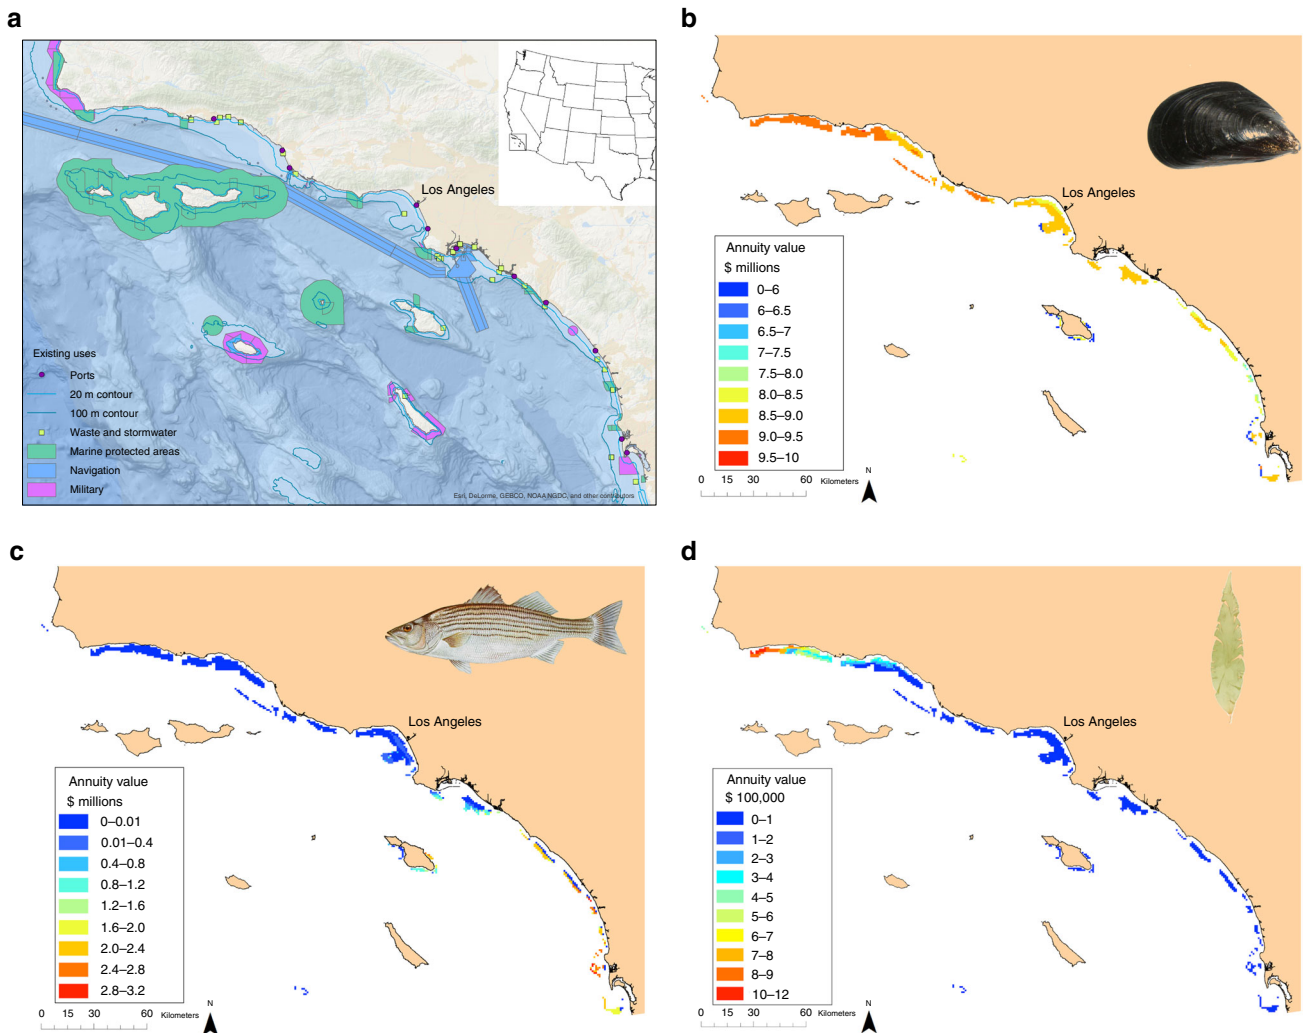 a
Los Angeles
Existing uses
Ports
20 m contour
100 m contour
Waste and stormwater
Marine protected areas
Navigation
Military
Esri, DeLorme, GEBCO, NOAA NGDC, and other contributors
b
Los Angeles
Annuity value
$ millions
0–6
6–6.5
6.5–7
7–7.5
7.5–8.0
8.0–8.5
8.5–9.0
9.0–9.5
9.5–10
0 15 30 60 Kilometers
N
c
Los Angeles
Annuity value
$ millions
0–0.01
0.01–0.4
0.4–0.8
0.8–1.2
1.2–1.6
1.6–2.0
2.0–2.4
2.4–2.8
2.8–3.2
0 15 30 60 Kilometers
N
d
Los Angeles
Annuity value
$ 100,000
0–1
1–2
2–3
3–4
4–5
5–6
6–7
7–8
8–9
10–12
0 15 30 60 Kilometers
N